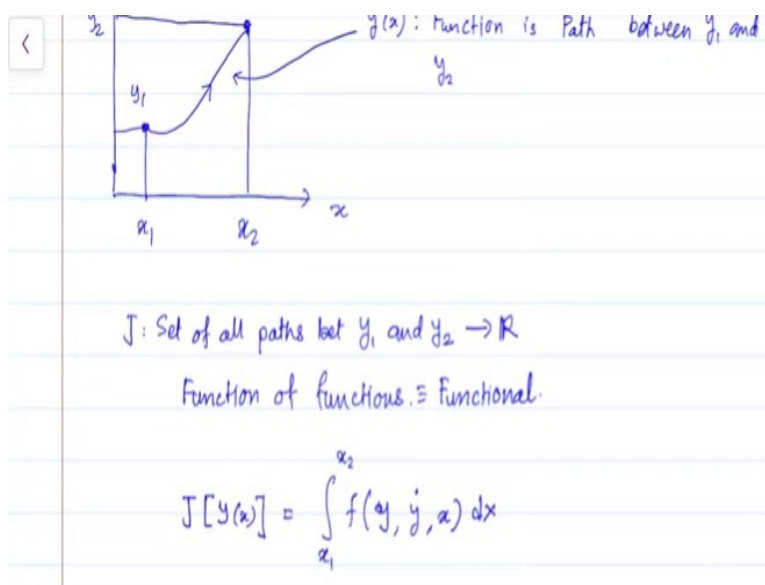 y2
y(x) : Function is Path between y1 and
y2
y1
x
x1
x2
J : Set of all paths bet y1 and y2 → R
Function of functions. ≡ Functional.
J[y(x)] = ∫_{x1}^{x2} f(y, ẏ, x) dx